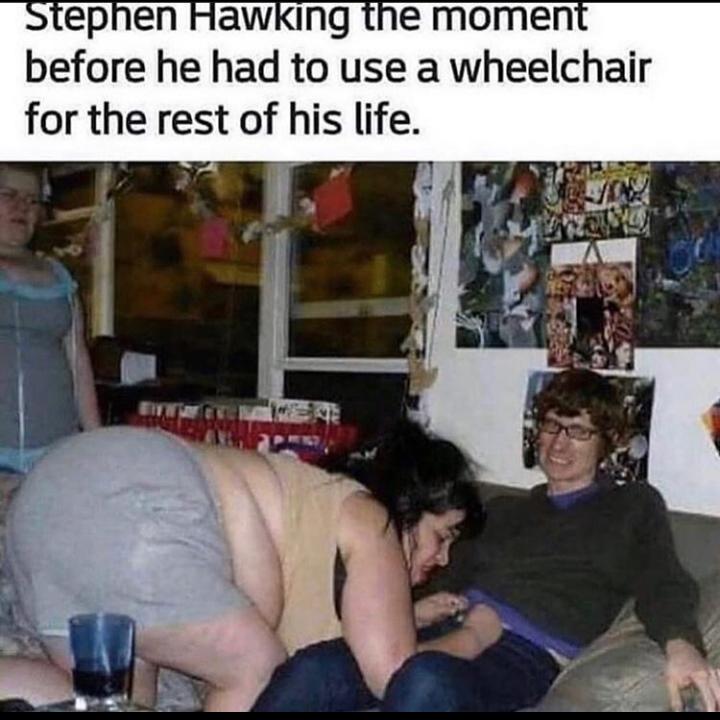 Stephen Hawking the moment
before he had to use a wheelchair
for the rest of his life.